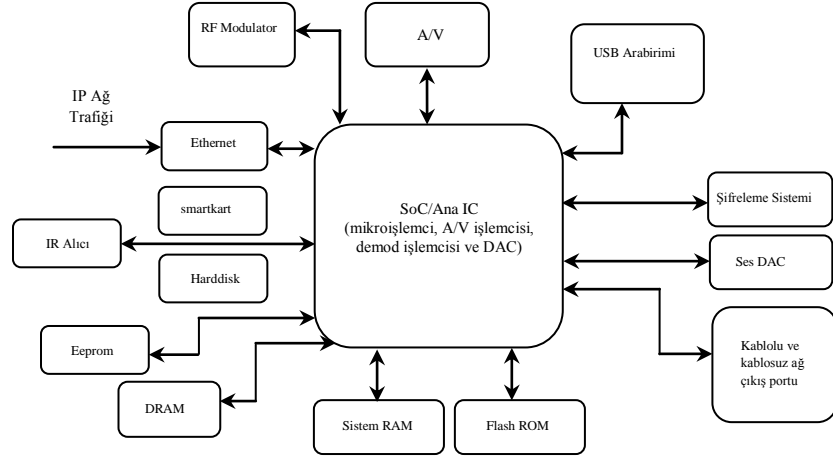 RF Modulator
A/V
USB Arabirimi
IP Ağ
Trafiği
Ethernet
smartkart
SoC/Ana IC
(mikroişlemci, A/V işlemcisi,
demod işlemcisi ve DAC)
Şifreleme Sistemi
IR Alıcı
Ses DAC
Harddisk
Eeprom
Kablolu ve
kablosuz ağ
çıkış portu
DRAM
Sistem RAM
Flash ROM